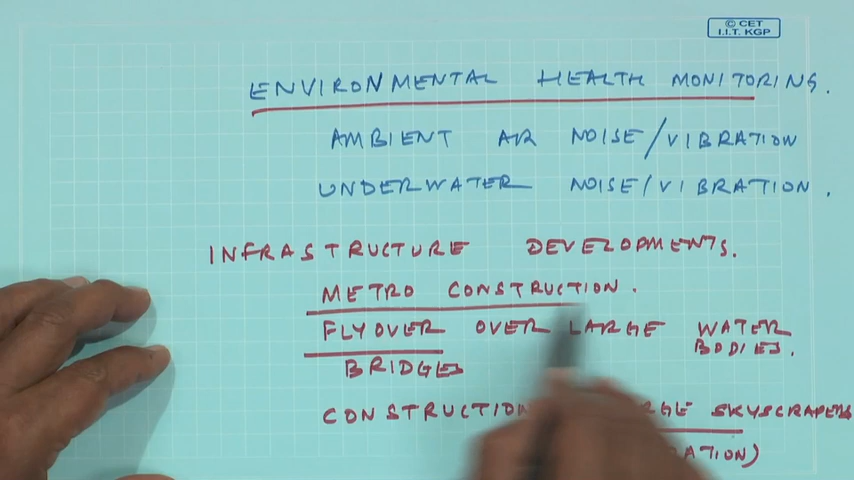 © CET
I.I.T. KGP
ENVIRONMENTAL HEALTH MONITORING.
AMBIENT AIR NOISE/VIBRATION
UNDERWATER NOISE/VIBRATION.
INFRASTRUCTURE DEVELOPMENTS.
METRO CONSTRUCTION.
FLYOVER OVER LARGE WATER BODIES.
BRIDGES
CONSTRUCTION SKYSCRAPERS